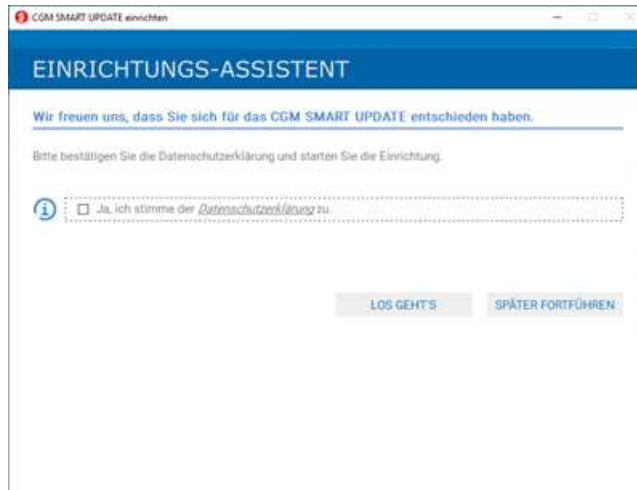 CGM SMART UPDATE einrichten
EINRICHTUNGS-ASSISTENT
Wir freuen uns, dass Sie sich für das CGM SMART UPDATE entschieden haben.
Bitte bestätigen Sie die Datenschutzerklärung und starten Sie die Einrichtung.
Ja, ich stimme der Datenschutzerklärung zu.
LOS GEHT'S SPÄTER FORTFÜHREN